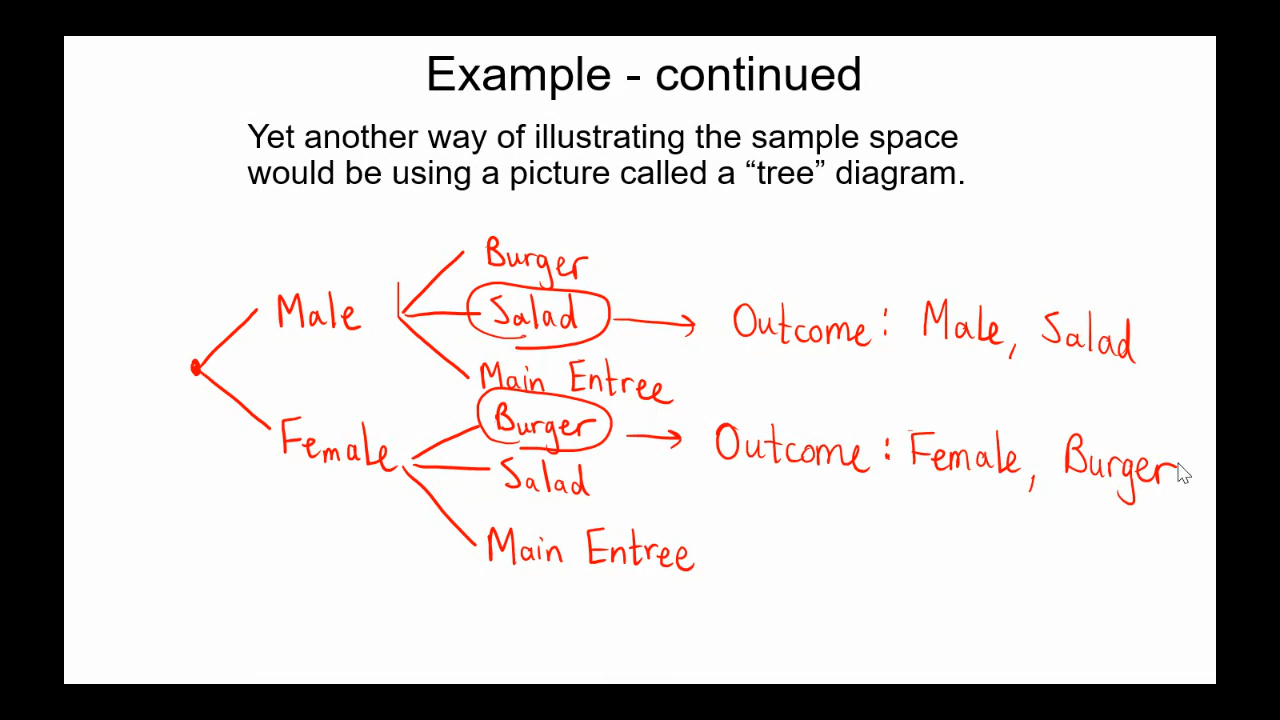 Example - continued
Yet another way of illustrating the sample space
would be using a picture called a “tree” diagram.
Burger
Male Salad Outcome: Male, Salad
Main Entree
Female Burger Outcome: Female, Burger
Salad
Main Entree